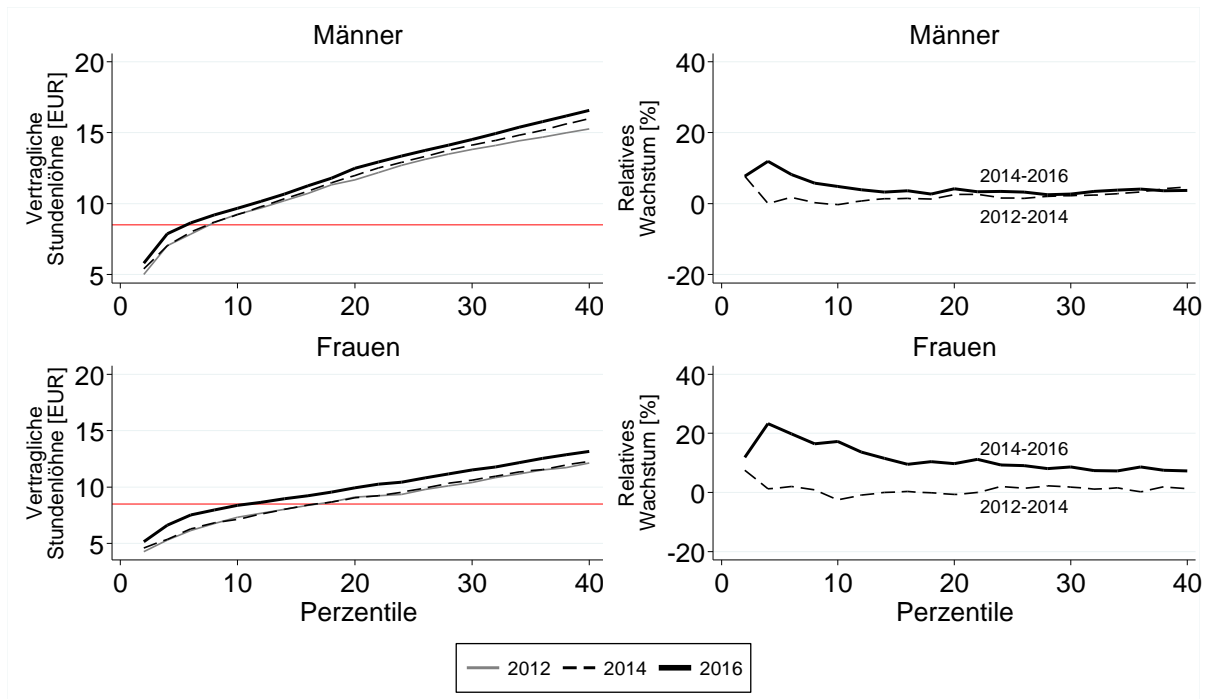 Männer
Vertragliche
Stundenlöhne [EUR]
20
15
10
5
0 10 20 30 40
Männer
Relatives
Wachstum [%]
40
20
0
-20
2014-2016
2012-2014
0 10 20 30 40
Frauen
Vertragliche
Stundenlöhne [EUR]
20
15
10
5
0 10 20 30 40
Perzentile
Frauen
Relatives
Wachstum [%]
40
20
0
-20
2014-2016
2012-2014
0 10 20 30 40
Perzentile
2012 2014 2016